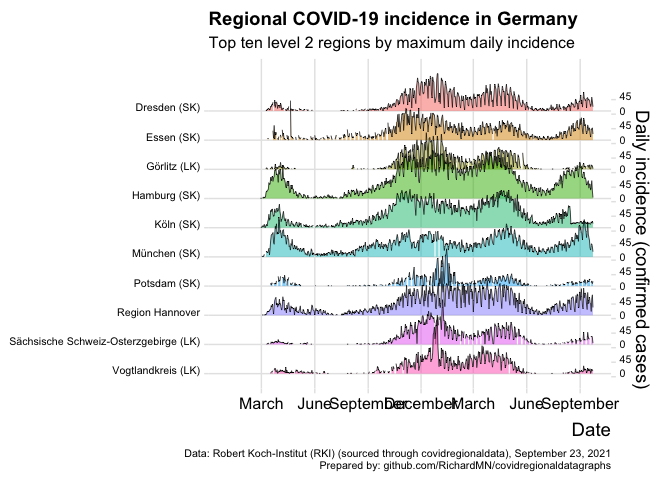 Regional COVID-19 incidence in Germany
Top ten level 2 regions by maximum daily incidence
Dresden (SK)
45
0
Essen (SK)
45
0
Görlitz (LK)
45
0
Hamburg (SK)
45
0
Köln (SK)
45
0
München (SK)
45
0
Potsdam (SK)
45
0
Region Hannover
45
0
Sächsische Schweiz-Osterzgebirge (LK)
45
0
Vogtlandkreis (LK)
45
0
Daily incidence (confirmed cases)
March June September December March June September
Date
Data: Robert Koch-Institut (RKI) (sourced through covidregionaldata), September 23, 2021
Prepared by: github.com/RichardMN/covidregionaldatagraphs